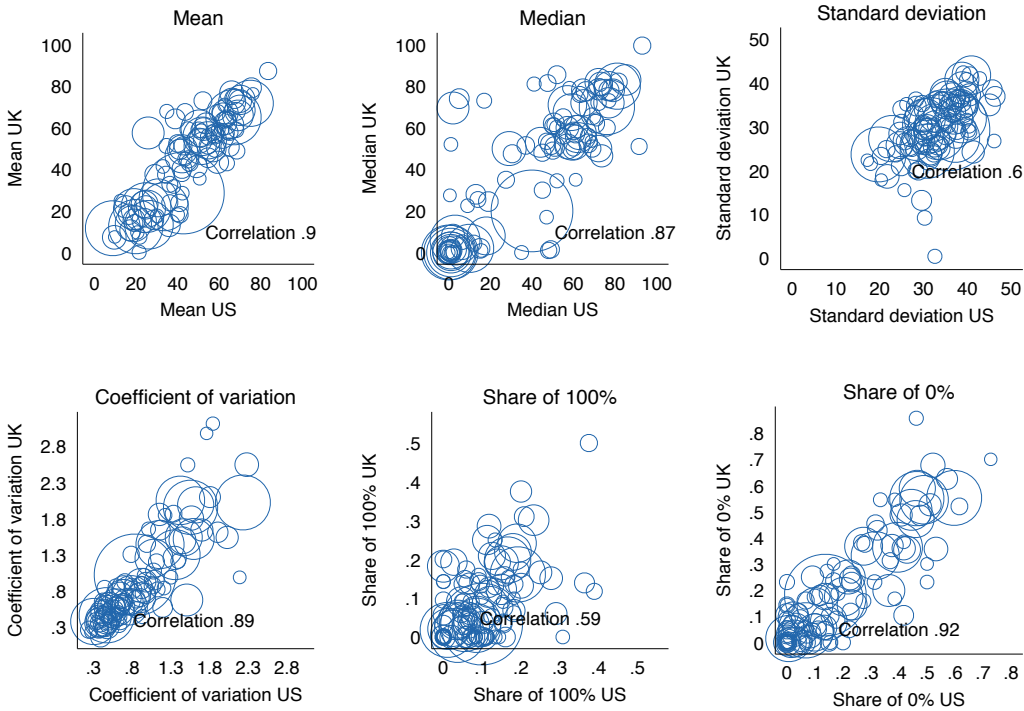 Mean
Mean UK
100
80
60
40
20
0
Correlation .9
0 20 40 60 80 100
Mean US
Median
Median UK
100
80
60
40
20
0
Correlation .87
0
0 20 40 60 80 100
Median US
Standard deviation
Standard deviation UK
50
40
30
20
10
0
Correlation .6
0 10 20 30 40 50
Standard deviation US
Coefficient of variation
Coefficient of variation UK
2.8
2.3
1.8
1.3
.8
.3
Correlation .89
.3 .8 1.3 1.8 2.3 2.8
Coefficient of variation US
Share of 100%
Share of 100% UK
.5
.4
.3
.2
.1
0
Correlation .59
0 .1 .2 .3 .4 .5
Share of 100% US
Share of 0%
Share of 0% UK
.8
.7
.6
.5
.4
.3
.2
.1
0
Correlation .92
0 .1 .2 .3 .4 .5 .6 .7 .8
Share of 0% US